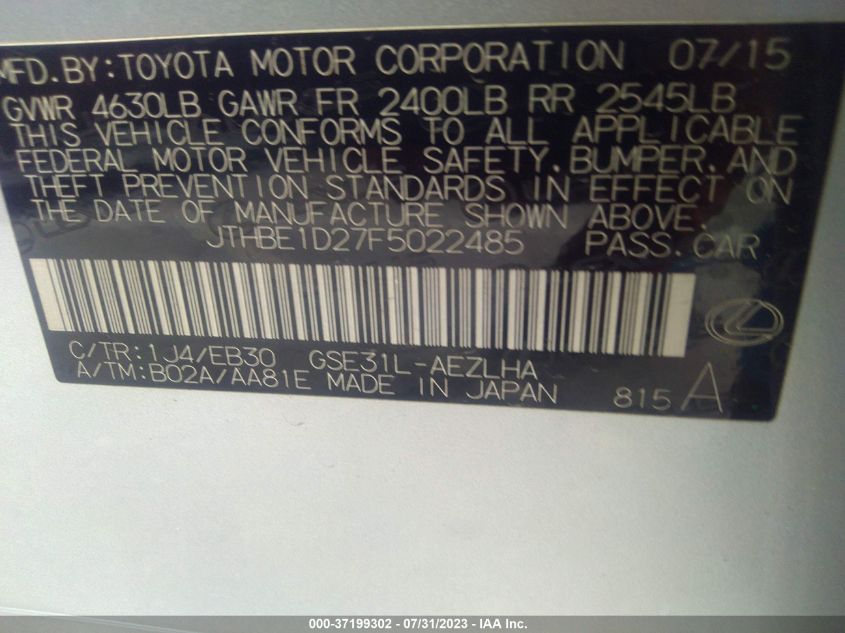 MFD.BY:TOYOTA MOTOR CORPORATION 07/15
GVWR 4630LB GAWR FR 2400LB RR 2545LB
THIS VEHICLE CONFORMS TO ALL APPLICABLE
FEDERAL MOTOR VEHICLE SAFETY.BUMPER.AND
THEFT PREVENTION STANDARDS IN EFFECT ON
THE DATE OF MANUFACTURE SHOWN ABOVE.
JTHBE1D27F5022485 PASS.CAR
C/TR:1J4/EB30 GSE31L-AEZLHA
A/TM:B02A/AA81E MADE IN JAPAN 815 A
000-37199302 - 07/31/2023 - IAA Inc.